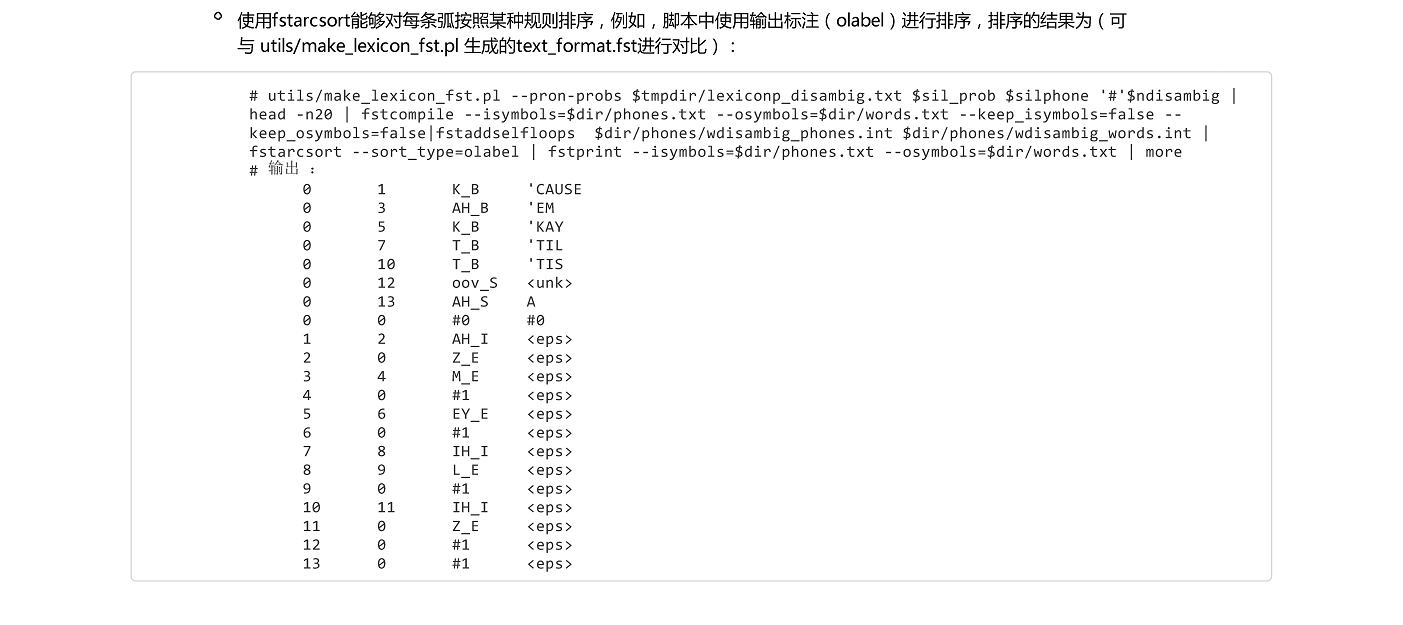 使用fstarcsort能够对每条弧按照某种规则排序，例如，脚本中使用输出标注（olabel）进行排序，排序的结果为（可
与 utils/make_lexicon_fst.pl 生成的text_format.fst进行对比）：
# utils/make_lexicon_fst.pl --pron-probs $tmpdir/lexiconp_disambig.txt $sil_prob $silphone '#'$ndisambig |
head -n20 | fstcompile --isymbols=$dir/phones.txt --osymbols=$dir/words.txt --keep_isymbols=false --
keep_osymbols=false|fstaddselfloops  $dir/phones/wdisambig_phones.int $dir/phones/wdisambig_words.int |
fstarcsort --sort_type=olabel | fstprint --isymbols=$dir/phones.txt --osymbols=$dir/words.txt | more
# 输出：
0 1 K_B 'CAUSE
0 3 AH_B 'EM
0 5 K_B 'KAY
0 7 T_B 'TIL
0 10 T_B 'TIS
0 12 oov_S <unk>
0 13 AH_S A
0 0 #0 #0
1 2 AH_I <eps>
2 0 Z_E <eps>
3 4 M_E <eps>
4 0 #1 <eps>
5 6 EY_E <eps>
6 0 #1 <eps>
7 8 IH_I <eps>
8 9 L_E <eps>
9 0 #1 <eps>
10 11 IH_I <eps>
11 0 Z_E <eps>
12 0 #1 <eps>
13 0 #1 <eps>